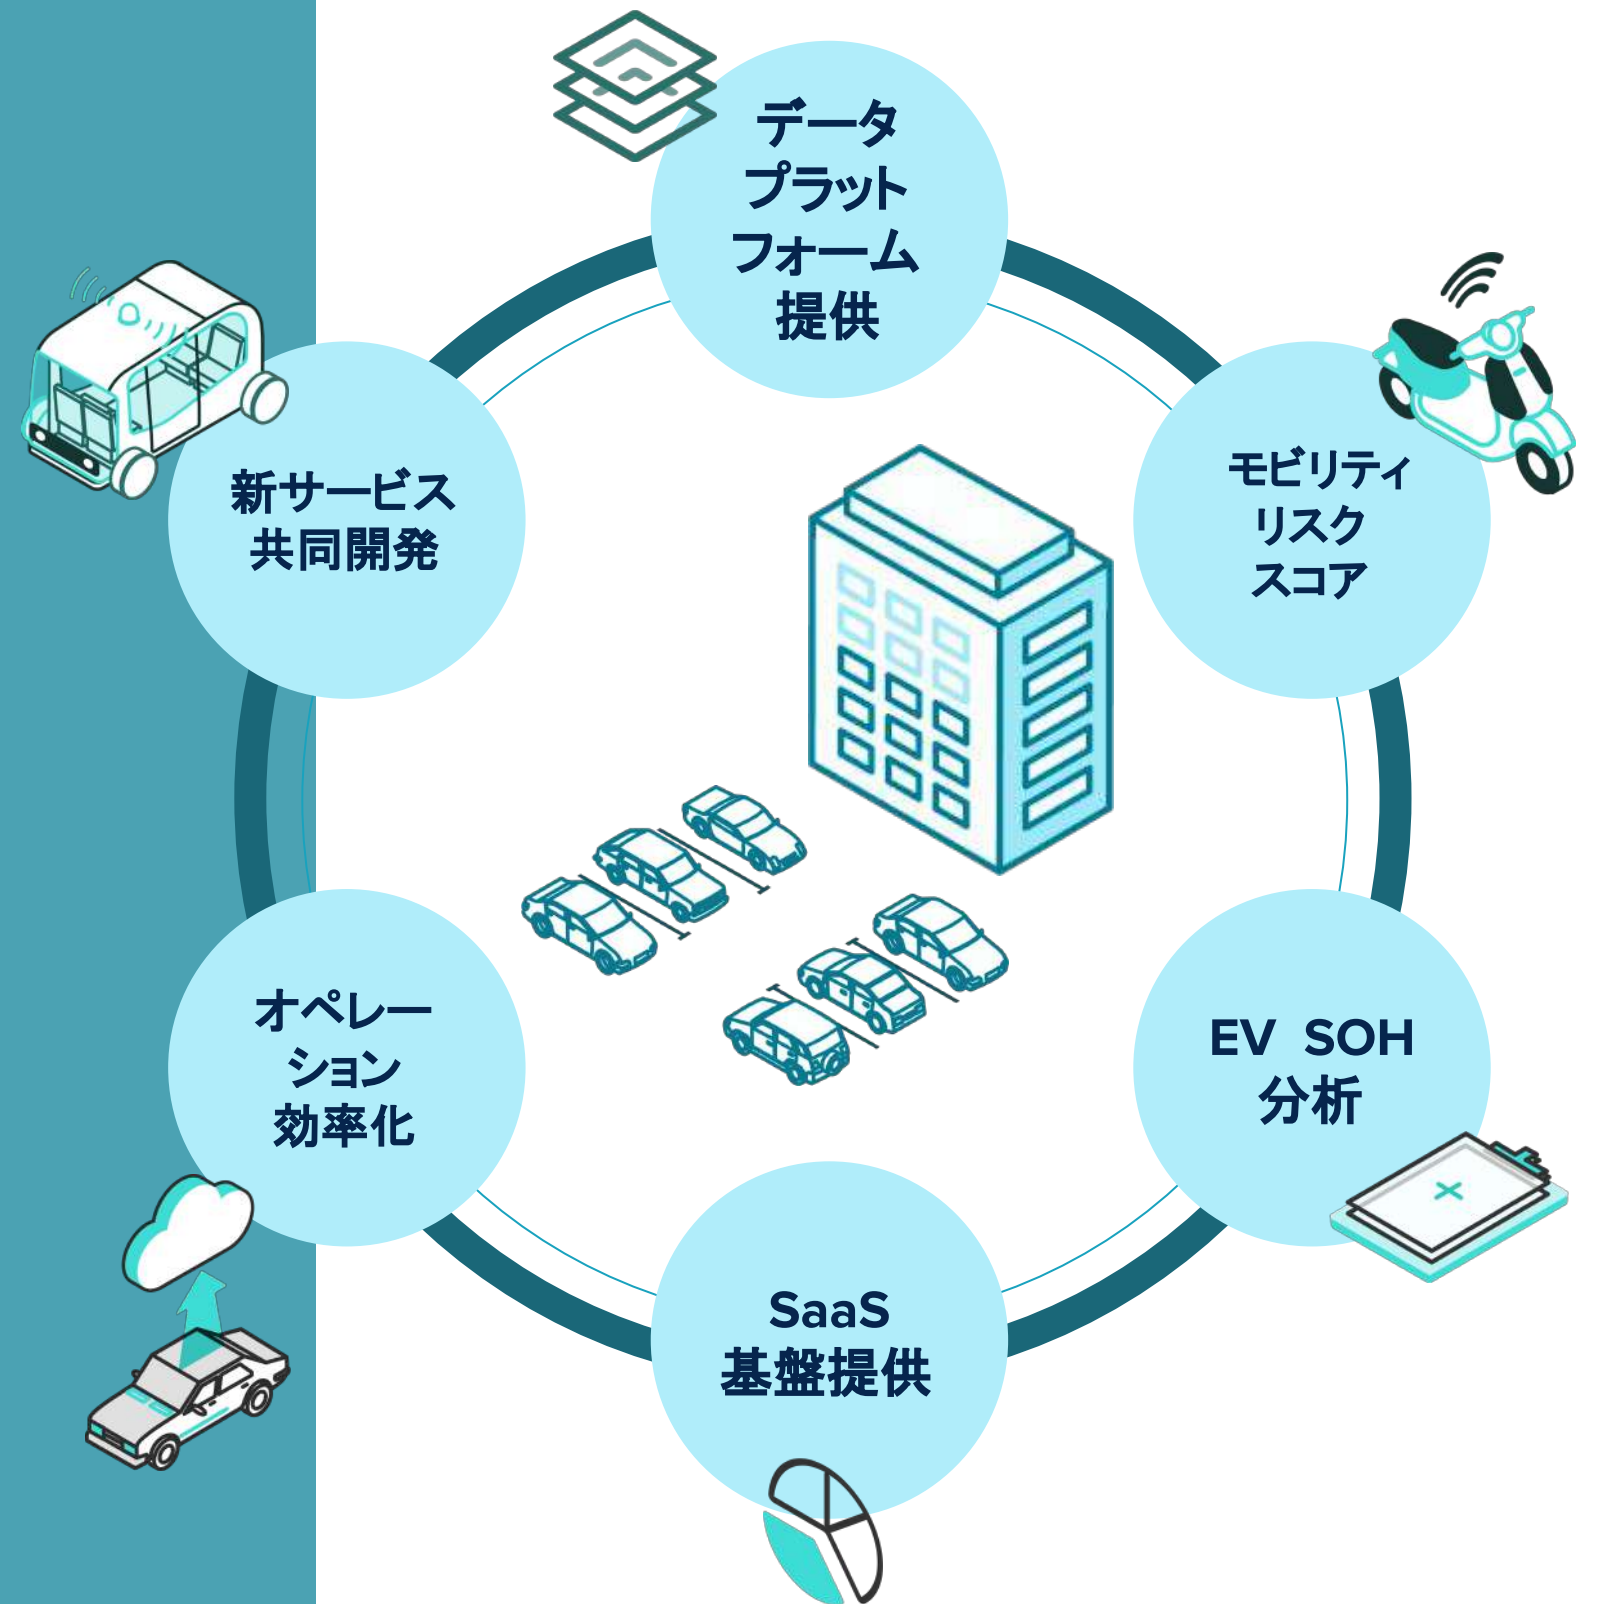 データ
プラット
フォーム
提供
モビリティ
リスク
スコア
EV SOH
分析
SaaS
基盤提供
オペレー
ション
効率化
新サービス
共同開発